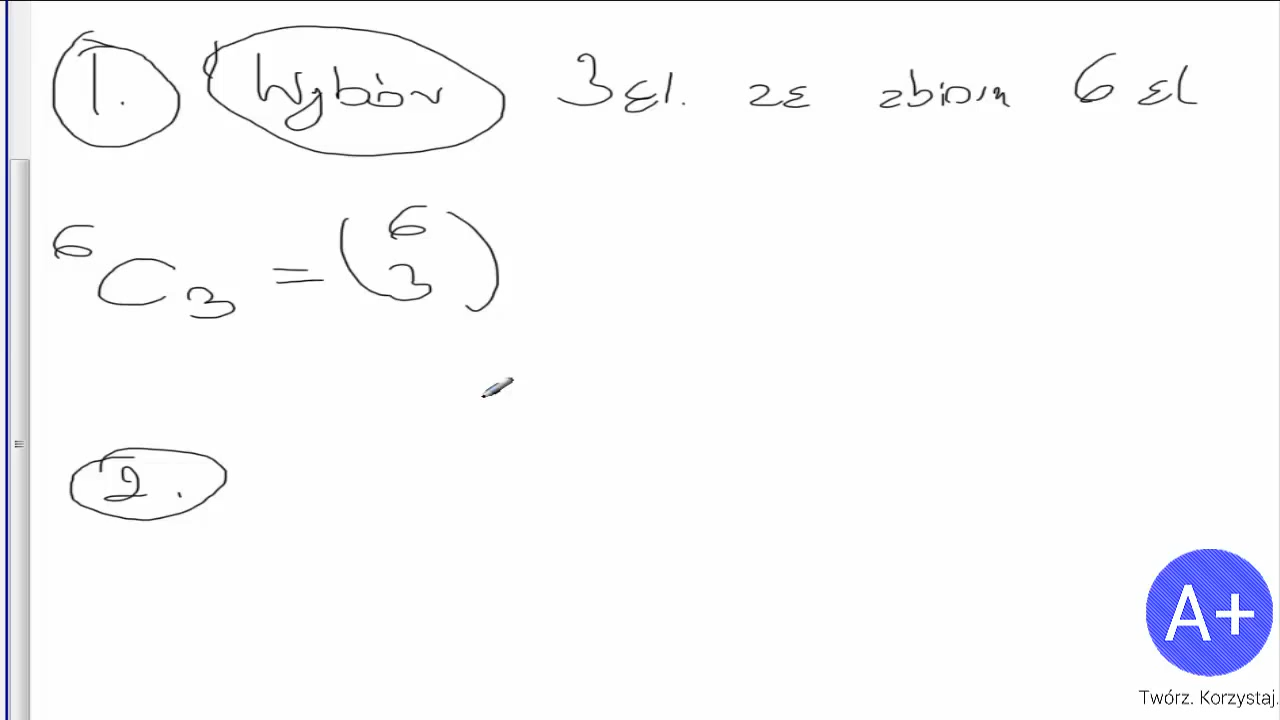 1. Wybór 3 el. ze zbioru 6 el
⁶C₃ = (6 3)
2.
A+
Twórz. Korzystaj.